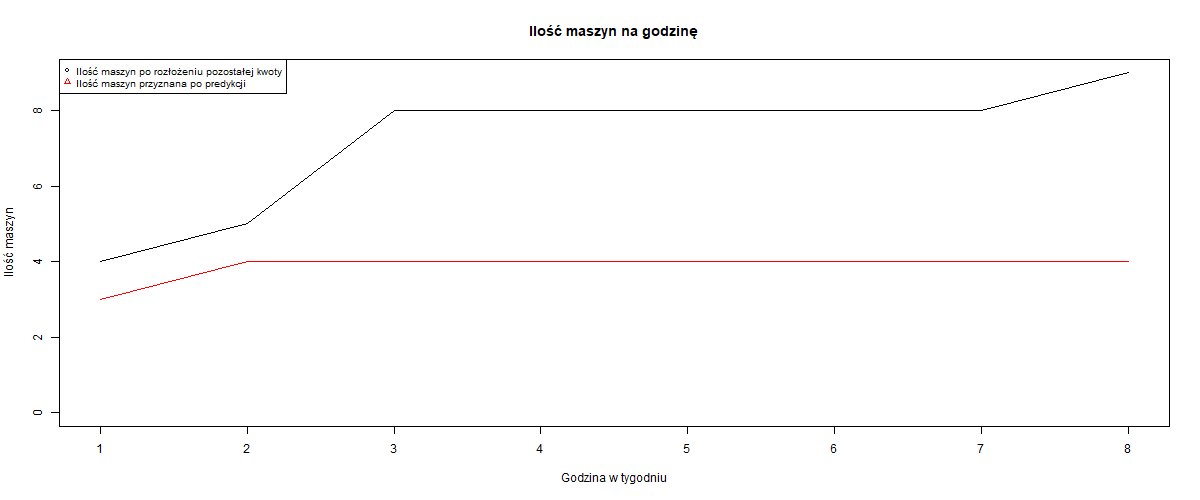 Ilość maszyn na godzinę
Ilość maszyn po rozłożeniu pozostałej kwoty
Ilość maszyn przyznana po predykcji
Ilość maszyn
8
6
4
2
0
1 2 3 4 5 6 7 8
Godzina w tygodniu